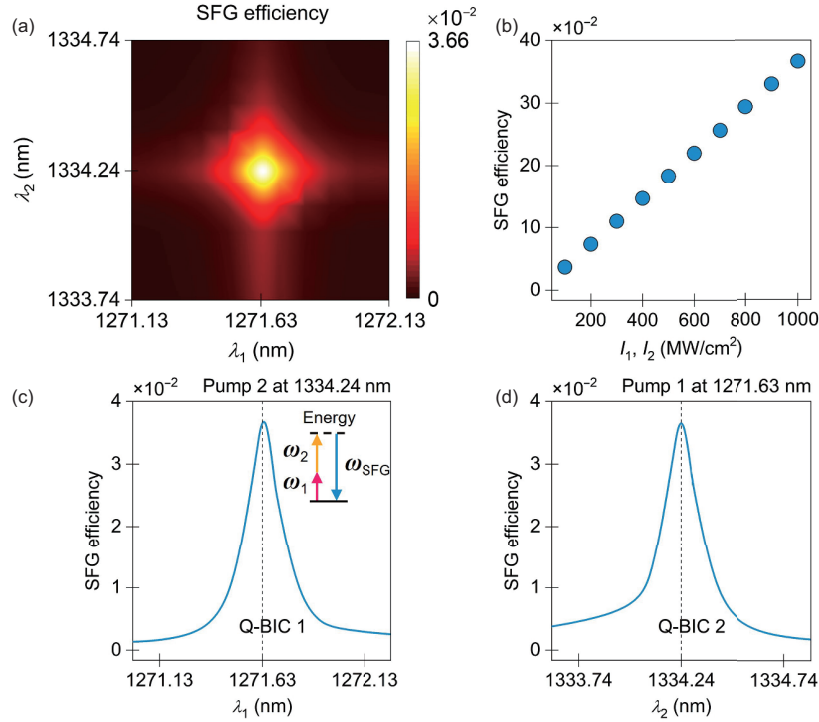 (a)
SFG efficiency
×10⁻²
1334.74
1334.24
1333.74
λ₂ (nm)
3.66
0
1271.13
1271.63
1272.13
λ₁ (nm)
(b)
×10⁻²
40
30
20
10
0
SFG efficiency
200
400
600
800
1000
I₁, I₂ (MW/cm²)
(c)
×10⁻²
Pump 2 at 1334.24 nm
4
3
2
1
0
SFG efficiency
Energy
ω₂
ω₁
ω_SFG
Q-BIC 1
1271.13
1271.63
1272.13
λ₁ (nm)
(d)
×10⁻²
Pump 1 at 1271.63 nm
4
3
2
1
0
SFG efficiency
Q-BIC 2
1333.74
1334.24
1334.74
λ₂ (nm)